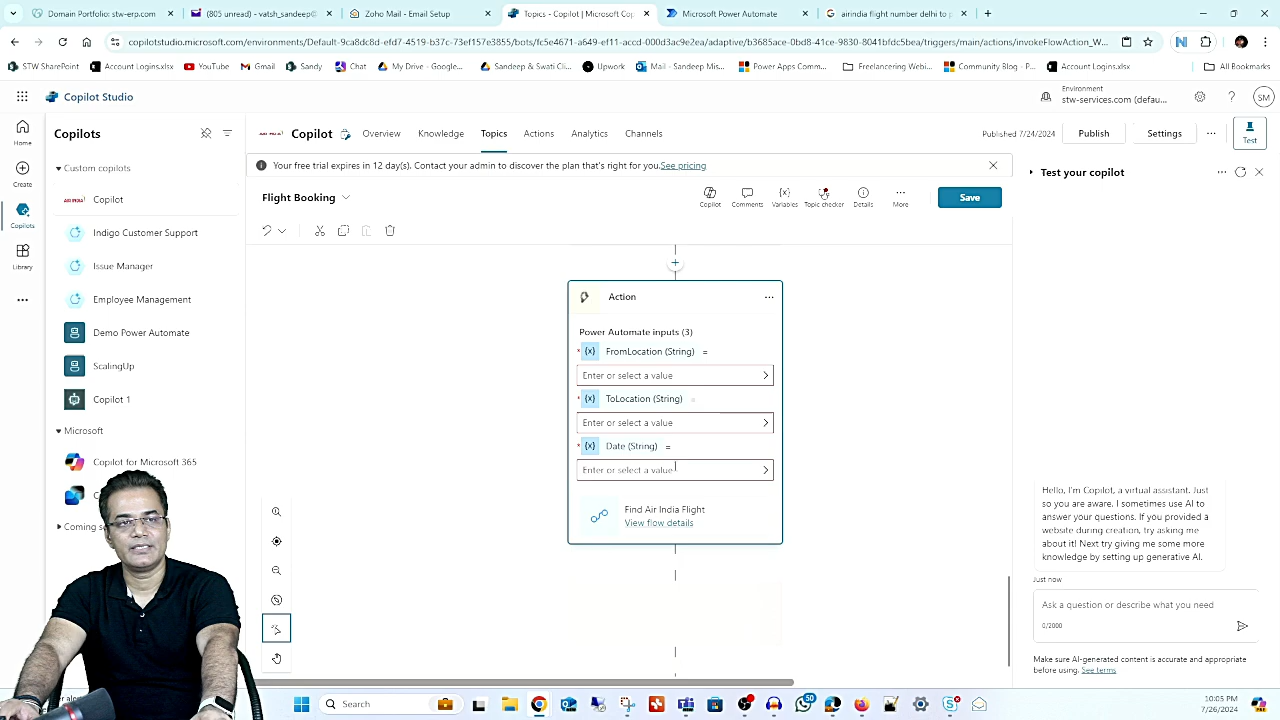 Domain Portfolio: stw-erp.com
(805 unread) - vatsh_sandeep@
Zoho Mail - Email Setup
Topics - Copilot | Microsoft Cop
Microsoft Power Automate
airindia flight number delhi to p
copilotstudio.microsoft.com/environments/Default-9ca8dc8d-efd7-4519-b37c-73ef157e3855/bots/fc5e4671-a649-ef11-accd-000d3ac9e2ea/adaptive/b3685ace-0bd8-41ce-9830-8041bfdc5bea/triggers/main/actions/invokeFlowAction_W...
STW SharePoint
Account Logins.xlsx
YouTube
Gmail
Sandy
Chat
My Drive - Google...
Sandeep & Swati Cli...
Upwork
Mail - Sandeep Mis...
Power Apps Comm...
Freelanceering Webi...
Community Blog - P...
Account Logins.xlsx
All Bookmarks
Copilot Studio
Environment
stw-services.com (defau...
SM
Home
Create
Copilots
Library
Copilots
Custom copilots
Copilot
Indigo Customer Support
Issue Manager
Employee Management
Demo Power Automate
ScalingUp
Copilot 1
Microsoft
Copilot for Microsoft 365
Coming s
AIR INDIA
Copilot
Overview
Knowledge
Topics
Actions
Analytics
Channels
Published 7/24/2024
Publish
Settings
Test
Your free trial expires in 12 day(s). Contact your admin to discover the plan that's right for you. See pricing
Flight Booking
Copilot
Comments
Variables
Topic checker
Details
More
Save
Action
Power Automate inputs (3)
* {x} FromLocation (String) =
Enter or select a value
* {x} ToLocation (String) =
Enter or select a value
* {x} Date (String) =
Enter or select a value
Find Air India Flight
View flow details
Test your copilot
Hello, I'm Copilot, a virtual assistant. Just
so you are aware, I sometimes use AI to
answer your questions. If you provided a
website during creation, try asking me
about it! Next try giving me some more
knowledge by setting up generative AI.
Just now
Ask a question or describe what you need
0/2000
Make sure AI-generated content is accurate and appropriate
before using. See terms
Search
50
10:05 PM
7/26/2024